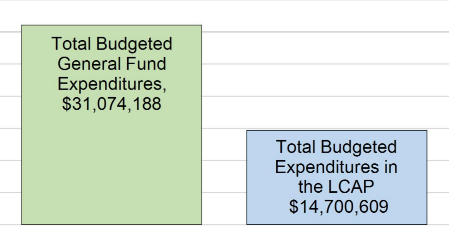 Total Budgeted
General Fund
Expenditures,
$31,074,188
Total Budgeted
Expenditures in
the LCAP
$14,700,609